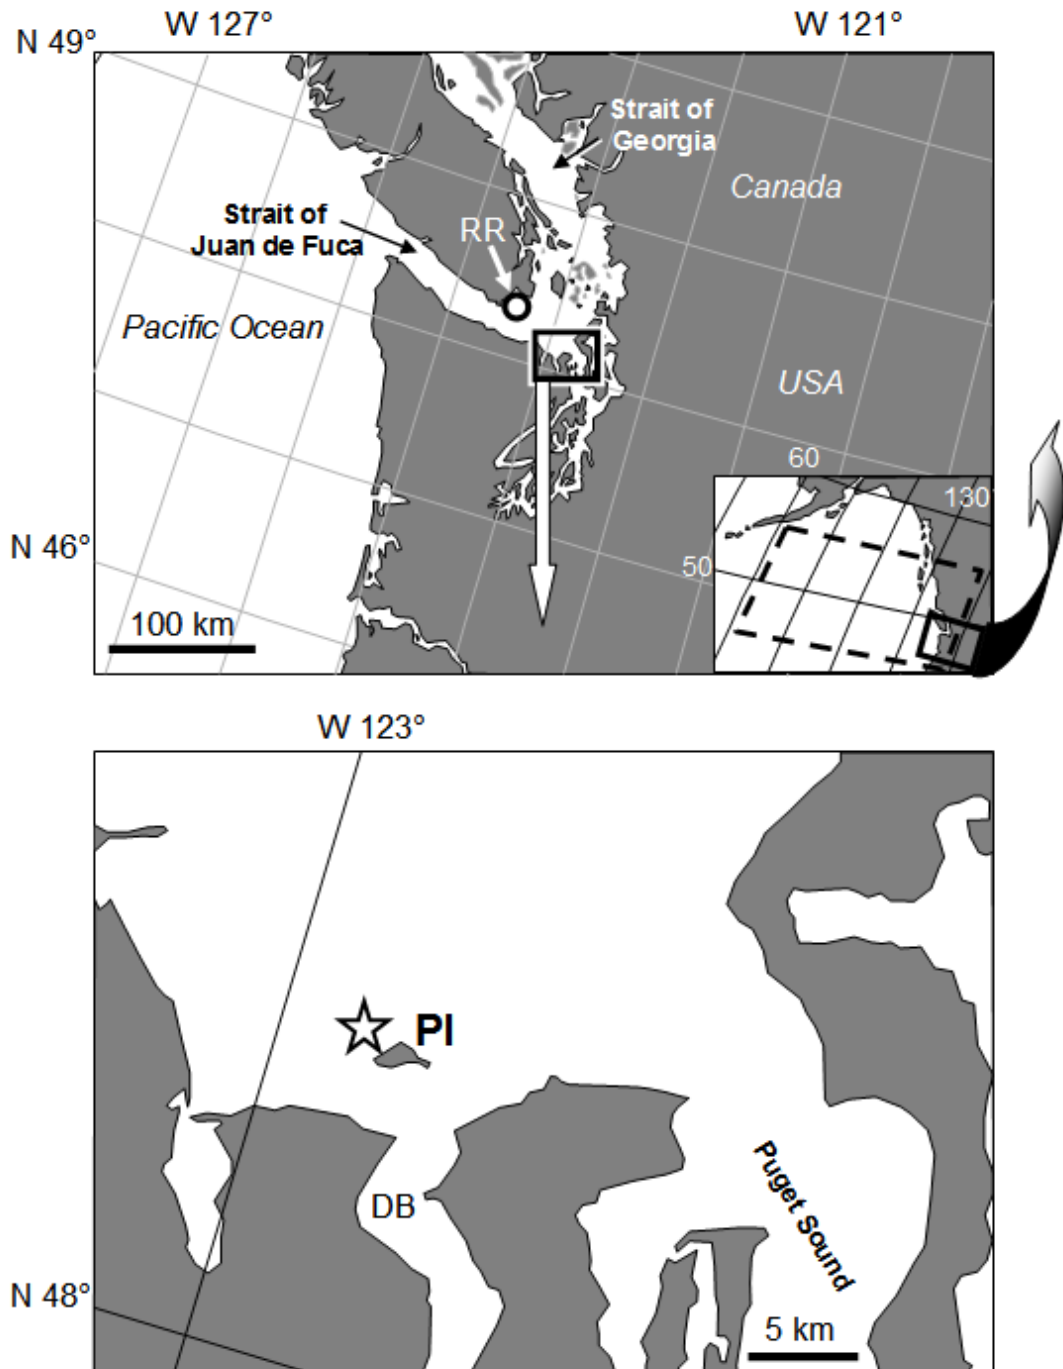 W 127°
W 121°
N 49°
Strait of
Georgia
Canada
Strait of
Juan de Fuca
RR
Pacific Ocean
USA
60
130°
50
N 46°
100 km
W 123°
PI
DB
Puget Sound
N 48°
5 km